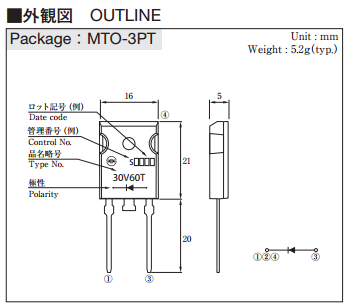 ■外観図 OUTLINE
Package：MTO-3PT
Unit : mm
Weight : 5.2g(typ.)
16
5
④
ロット記号 (例)
Date code
管理番号 (例)
Control No.
品名略号
Type No.
極性
Polarity
S
30V60T
21
20
①
③
①②④
③